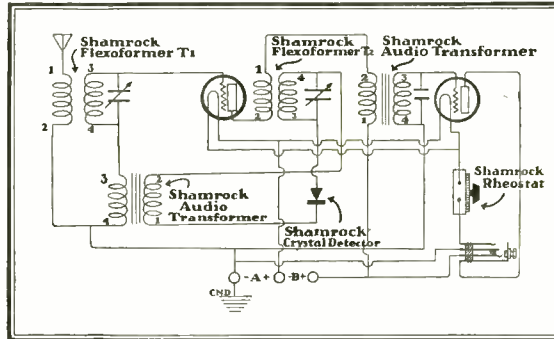 Shamrock
Flexoformer T1
Shamrock
Flexoformer T2
Shamrock
Audio Transformer
1
3
1
4
2
3
2
4
2
3
1
4
3
2
4
1
Shamrock
Audio
Transformer
Shamrock
Crystal Detector
Shamrock
Rheostat
-A+
-B+
GND